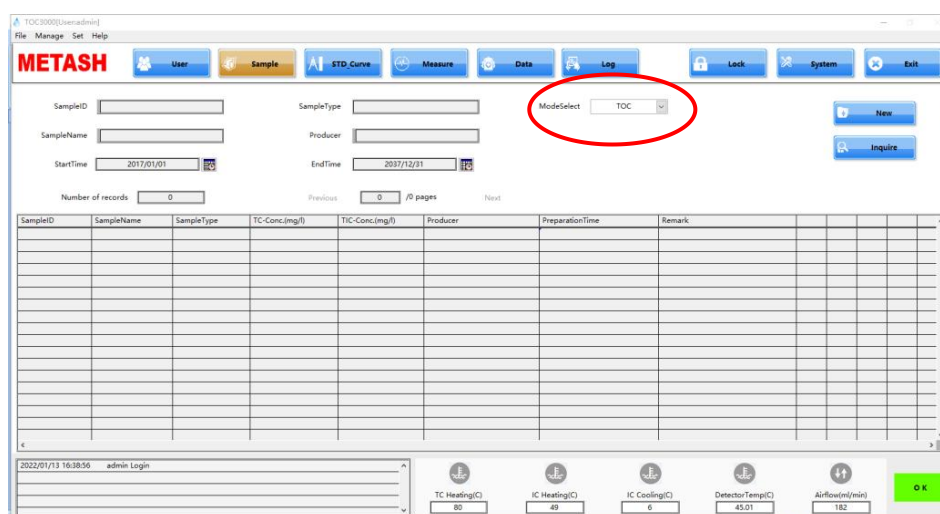 TOC3000[User:admin]
File Manage Set Help
METASH User Sample STD_Curve Measure Data Log Lock System Exit
SampleID SampleType ModeSelect TOC New
SampleName Producer Inquire
StartTime 2017/01/01 EndTime 2037/12/31
Number of records 0 Previous 0 /0 pages Next
SampleID SampleName SampleType TC-Conc.(mg/l) TIC-Conc.(mg/l) Producer PreparationTime Remark
2022/01/13 16:38:56 admin Login
TC Heating(C) IC Heating(C) IC Cooling(C) DetectorTemp(C) Airflow(ml/min) O K
80 49 6 45.01 182